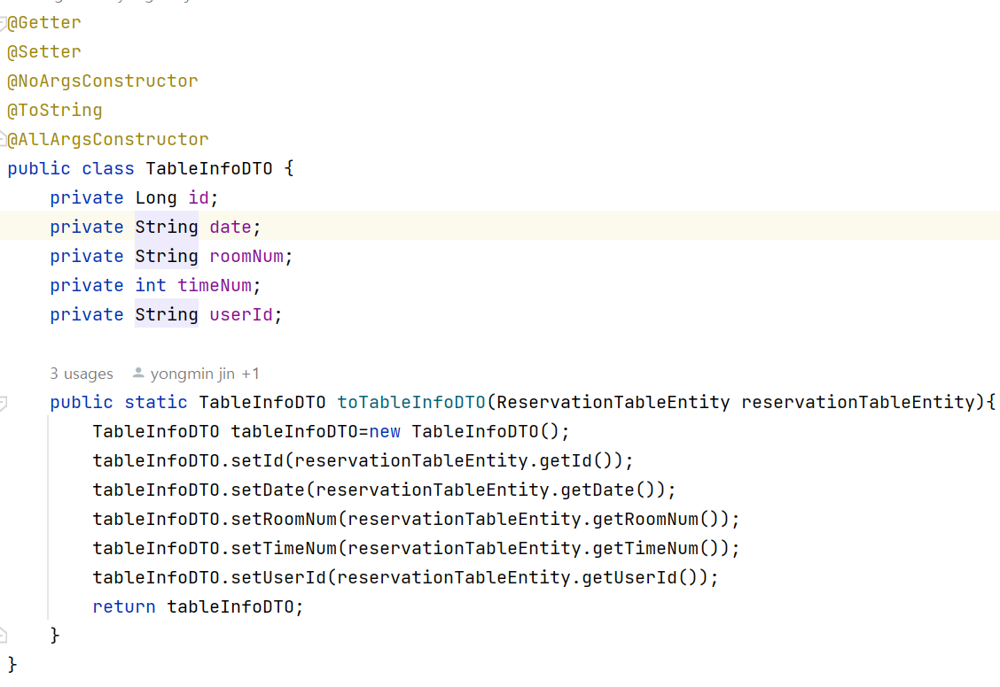 @Getter
@Setter
@NoArgsConstructor
@ToString
@AllArgsConstructor
public class TableInfoDTO {
    private Long id;
    private String date;
    private String roomNum;
    private int timeNum;
    private String userId;
    3 usages yongmin jin +1
    public static TableInfoDTO toTableInfoDTO(ReservationTableEntity reservationTableEntity){
        TableInfoDTO tableInfoDTO=new TableInfoDTO();
        tableInfoDTO.setId(reservationTableEntity.getId());
        tableInfoDTO.setDate(reservationTableEntity.getDate());
        tableInfoDTO.setRoomNum(reservationTableEntity.getRoomNum());
        tableInfoDTO.setTimeNum(reservationTableEntity.getTimeNum());
        tableInfoDTO.setUserId(reservationTableEntity.getUserId());
        return tableInfoDTO;
    }
}